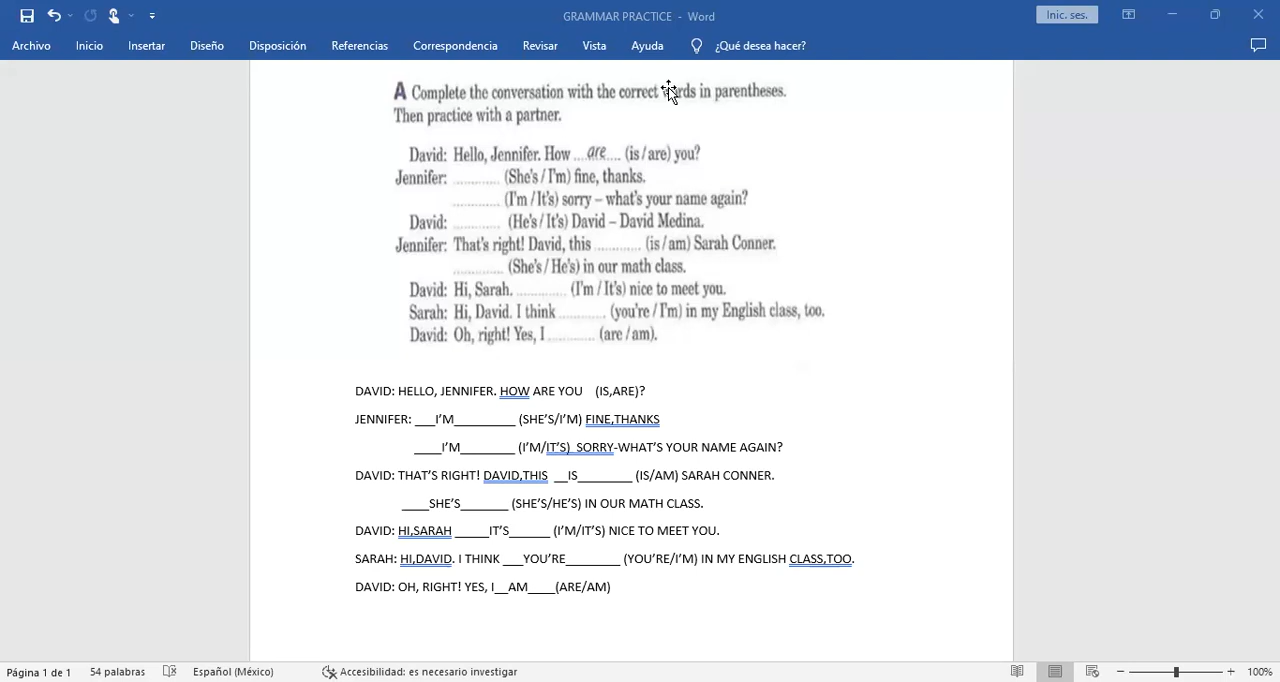 GRAMMAR PRACTICE - Word
Inic. ses.
Archivo Inicio Insertar Diseño Disposición Referencias Correspondencia Revisar Vista Ayuda ¿Qué desea hacer?
A Complete the conversation with the correct words in parentheses.
Then practice with a partner.
David: Hello, Jennifer. How ....are.... (is / are) you?
Jennifer: ............ (She's / I'm) fine, thanks.
............ (I'm / It's) sorry – what's your name again?
David: ............ (He's / It's) David – David Medina.
Jennifer: That's right! David, this ............ (is / am) Sarah Conner.
............ (She's / He's) in our math class.
David: Hi, Sarah. ............ (I'm / It's) nice to meet you.
Sarah: Hi, David. I think ............ (you're / I'm) in my English class, too.
David: Oh, right! Yes, I ............ (are / am).
DAVID: HELLO, JENNIFER. HOW ARE YOU (IS,ARE)?
JENNIFER: ___I'M_________ (SHE'S/I'M) FINE,THANKS
____I'M________ (I'M/IT'S) SORRY-WHAT'S YOUR NAME AGAIN?
DAVID: THAT'S RIGHT! DAVID,THIS __IS________ (IS/AM) SARAH CONNER.
____SHE'S_______ (SHE'S/HE'S) IN OUR MATH CLASS.
DAVID: HI,SARAH _____IT'S______ (I'M/IT'S) NICE TO MEET YOU.
SARAH: HI,DAVID. I THINK ___YOU'RE________ (YOU'RE/I'M) IN MY ENGLISH CLASS,TOO.
DAVID: OH, RIGHT! YES, I__AM____(ARE/AM)
Página 1 de 1 54 palabras Español (México) Accesibilidad: es necesario investigar 100%